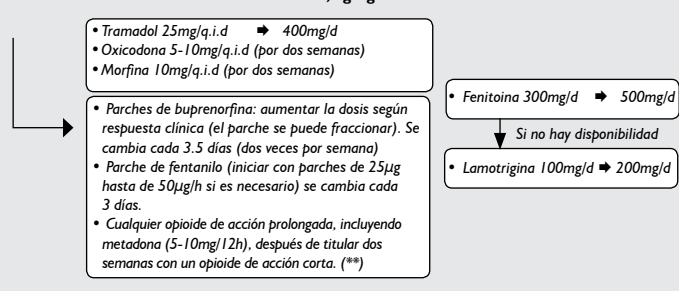 • Tramadol 25mg/q.i.d ➡ 400mg/d
• Oxicodona 5-10mg/q.i.d (por dos semanas)
• Morfina 10mg/q.i.d (por dos semanas)
• Parches de buprenorfina: aumentar la dosis según
respuesta clínica (el parche se puede fraccionar). Se
cambia cada 3.5 días (dos veces por semana)
• Parche de fentanilo (iniciar con parches de 25µg
hasta de 50µg/h si es necesario) se cambia cada
3 días.
• Cualquier opioide de acción prolongada, incluyendo
metadona (5-10mg/12h), después de titular dos
semanas con un opioide de acción corta. (**)
• Fenitoina 300mg/d ➡ 500mg/d
Si no hay disponibilidad
• Lamotrigina 100mg/d ➡ 200mg/d